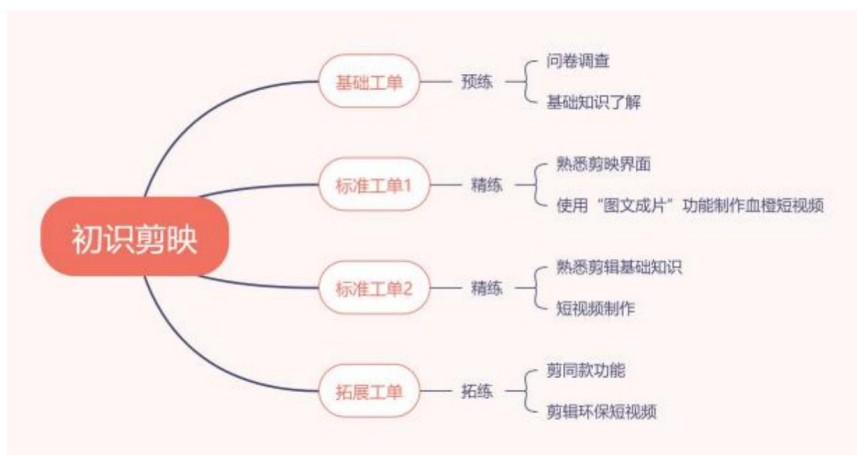 初识剪映
基础工单
预练
问卷调查
基础知识了解
标准工单1
精练
熟悉剪映界面
使用“图文成片”功能制作血橙短视频
标准工单2
精练
熟悉剪辑基础知识
短视频制作
拓展工单
拓练
剪同款功能
剪辑环保短视频